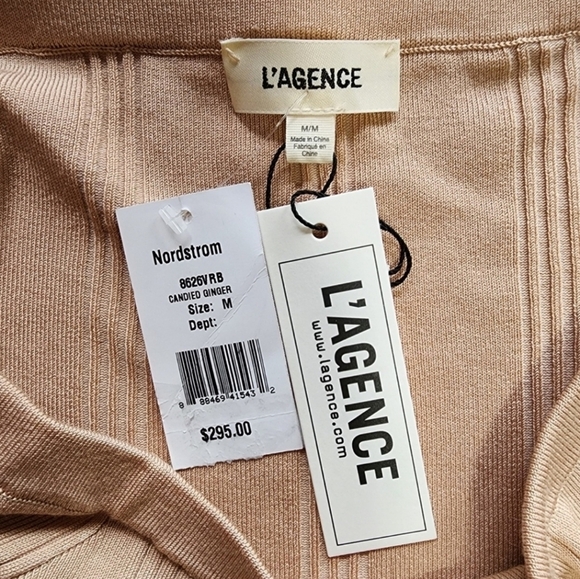 L'AGENCE
M/M
Made in China
Fabriqué en
Chine
Nordstrom
8626VRB
CANDIED GINGER
Size: M
Dept:
8 88469 41543 2
$295.00
L'AGENCE
www.lagence.com